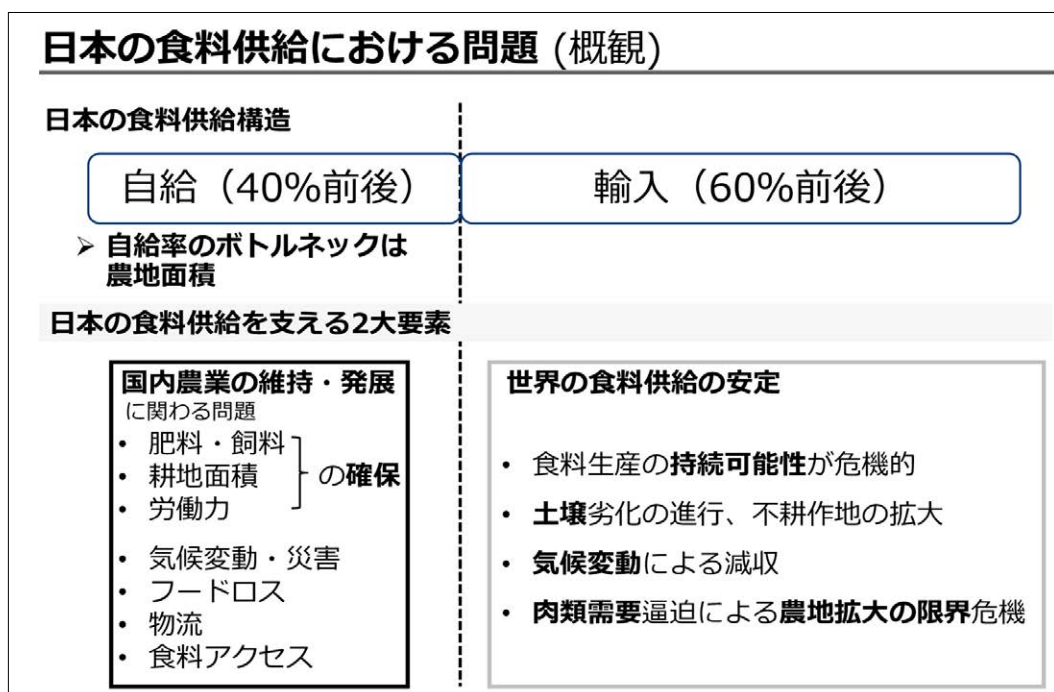 日本の食料供給における問題 (概観)
日本の食料供給構造
自給（40%前後）
輸入（60%前後）
➢ 自給率のボトルネックは
農地面積
日本の食料供給を支える2大要素
国内農業の維持・発展
に関わる問題
• 肥料・飼料
• 耕地面積
• 労働力
の確保
• 気候変動・災害
• フードロス
• 物流
• 食料アクセス
世界の食料供給の安定
• 食料生産の持続可能性が危機的
• 土壌劣化の進行、不耕作地の拡大
• 気候変動による減収
• 肉類需要逼迫による農地拡大の限界危機